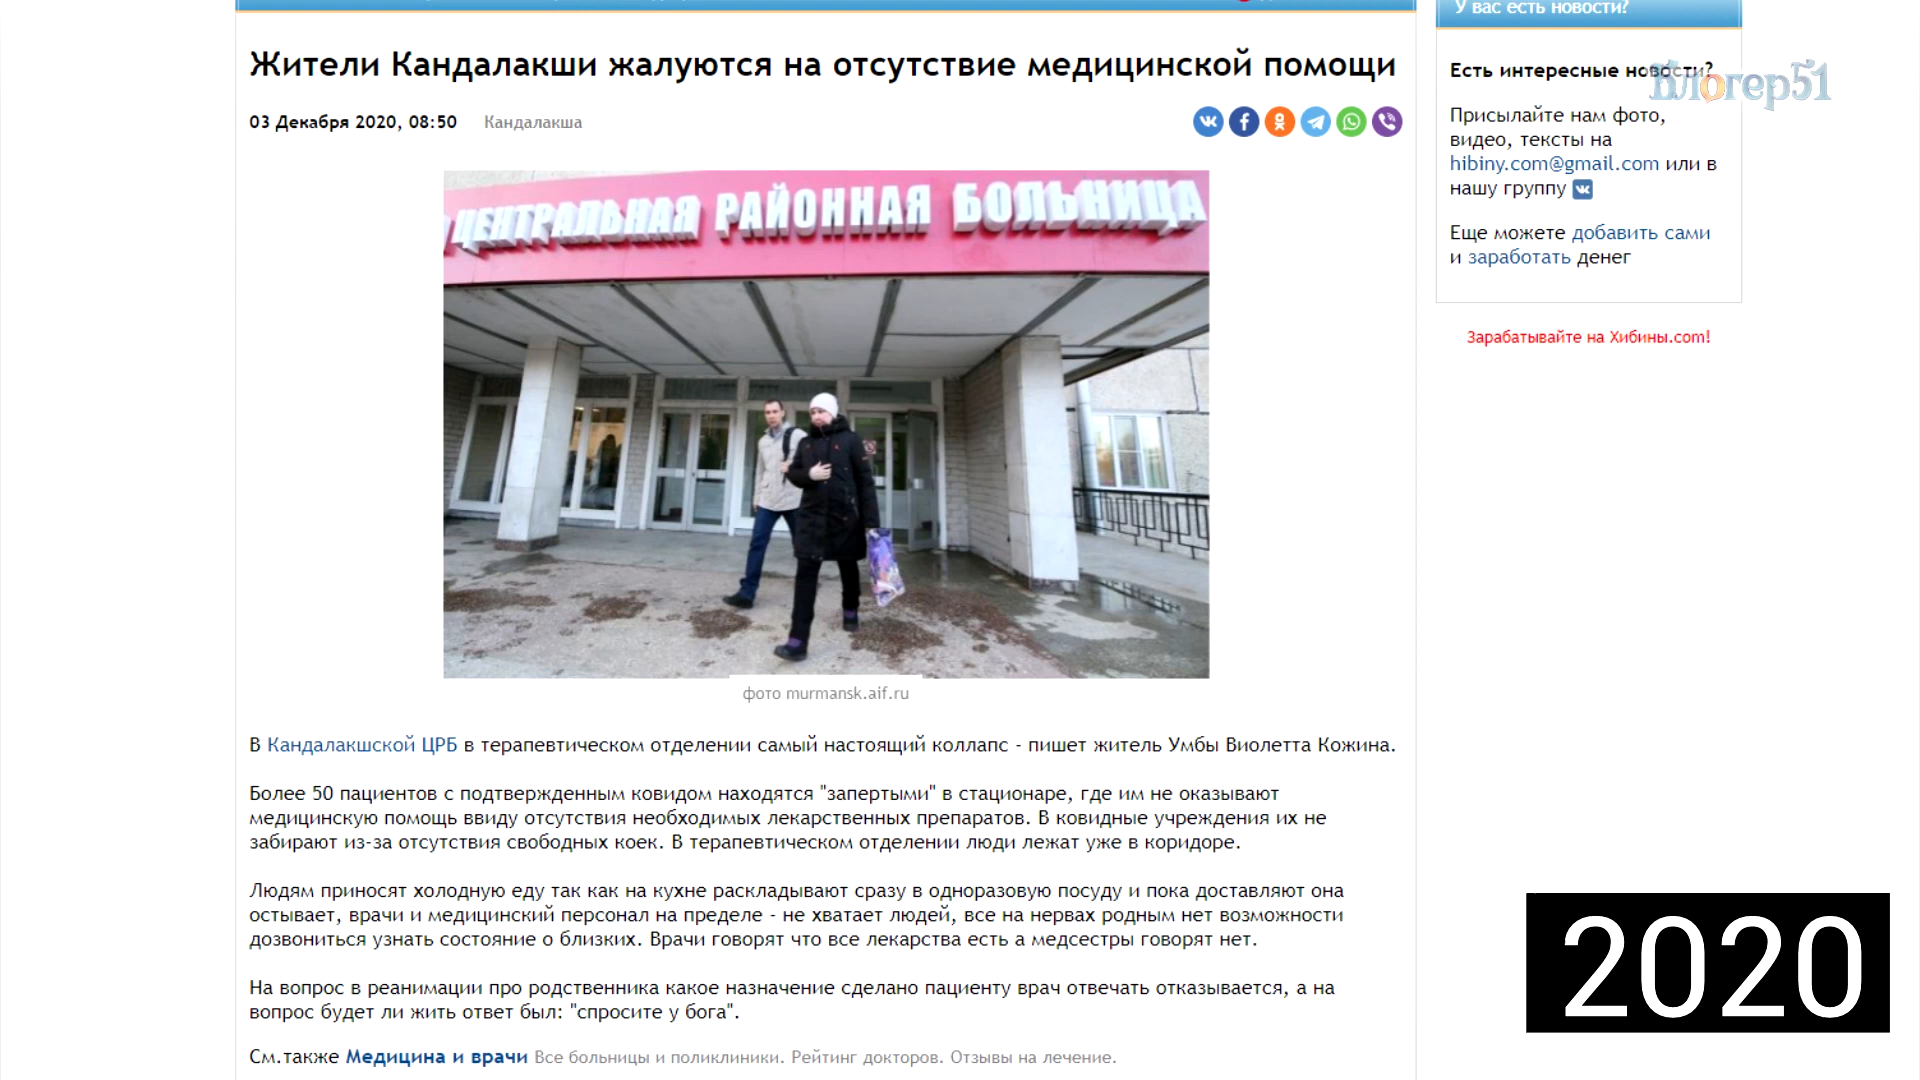 У вас есть новости?
Жители Кандалакши жалуются на отсутствие медицинской помощи
03 Декабря 2020, 08:50 Кандалакша
ЦЕНТРАЛЬНАЯ РАЙОННАЯ БОЛЬНИЦА
фото murmansk.aif.ru
В Кандалакшской ЦРБ в терапевтическом отделении самый настоящий коллапс - пишет житель Умбы Виолетта Кожина.
Более 50 пациентов с подтвержденным ковидом находятся "запертыми" в стационаре, где им не оказывают
медицинскую помощь ввиду отсутствия необходимых лекарственных препаратов. В ковидные учреждения их не
забирают из-за отсутствия свободных коек. В терапевтическом отделении люди лежат уже в коридоре.
Людям приносят холодную еду так как на кухне раскладывают сразу в одноразовую посуду и пока доставляют она
остывает, врачи и медицинский персонал на пределе - не хватает людей, все на нервах родным нет возможности
дозвониться узнать состояние о близких. Врачи говорят что все лекарства есть а медсестры говорят нет.
На вопрос в реанимации про родственника какое назначение сделано пациенту врач отвечать отказывается, а на
вопрос будет ли жить ответ был: "спросите у бога".
См.также Медицина и врачи Все больницы и поликлиники. Рейтинг докторов. Отзывы на лечение.
Есть интересные новости?
Блогер51
Присылайте нам фото,
видео, тексты на
hibiny.com@gmail.com или в
нашу группу
Еще можете добавить сами
и заработать денег
Зарабатывайте на Хибины.com!
2020